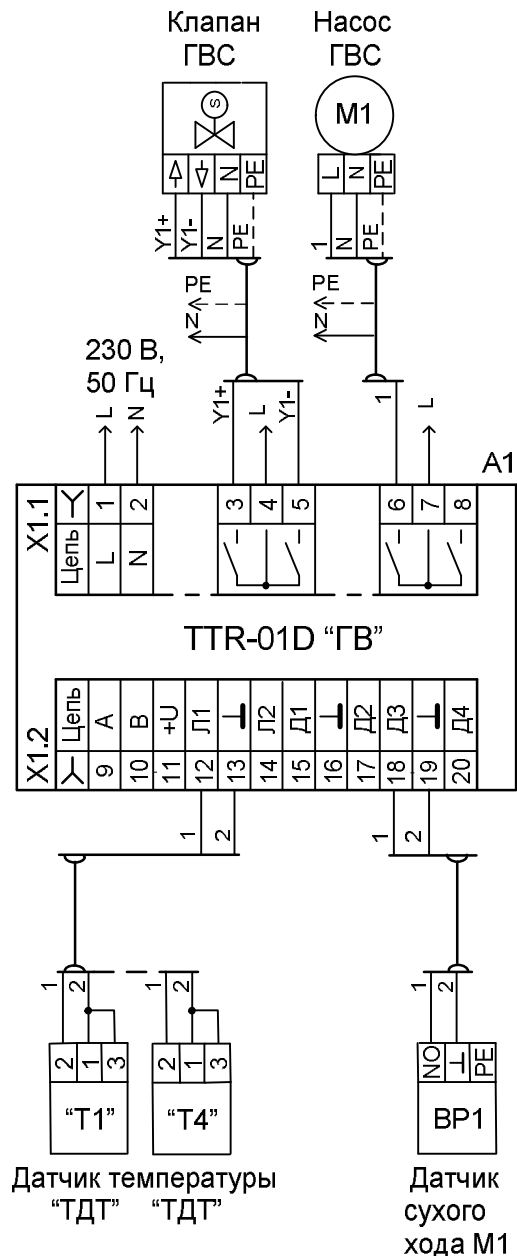 Клапан
ГВС
Насос
ГВС
S
M1
N
PE
L
N
PE
Y1+
Y1-
N
PE
1
N
PE
PE
N
PE
N
230 В,
50 Гц
L
N
Y1+
L
Y1-
1
L
A1
X1.1
1
2
3
4
5
6
7
8
Цепь
L
N
TTR-01D “ГВ”
X1.2
Цепь
A
B
+U
Л1
Л2
Д1
Д2
Д3
Д4
9
10
11
12
13
14
15
16
17
18
19
20
1
2
1
2
1
2
1
2
1
2
2
1
3
2
1
3
NO
PE
“T1”
“T4”
BP1
Датчик температуры
“ТДТ”
“ТДТ”
Датчик
сухого
хода М1